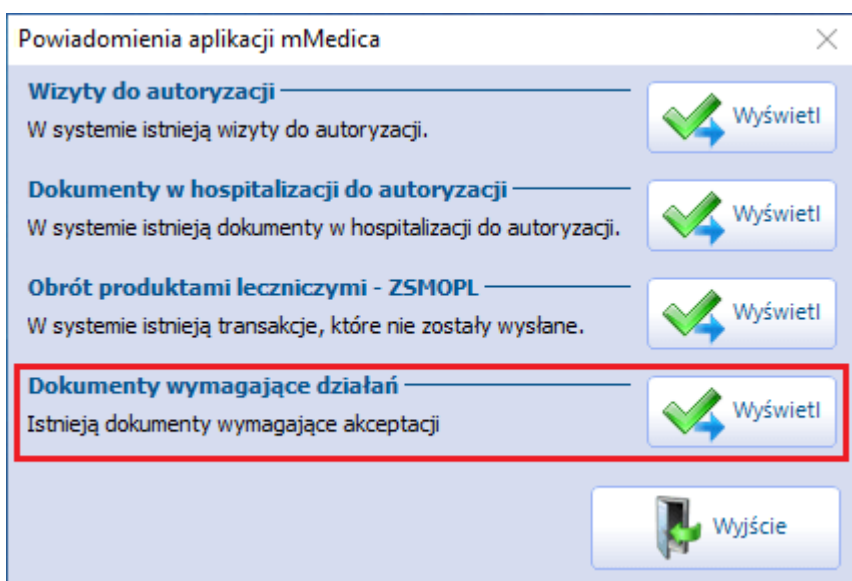 Powiadomienia aplikacji mMedica
Wizyty do autoryzacji
W systemie istnieją wizyty do autoryzacji.
Wyświetl
Dokumenty w hospitalizacji do autoryzacji
W systemie istnieją dokumenty w hospitalizacji do autoryzacji.
Wyświetl
Obrót produktami leczniczymi - ZSMOPL
W systemie istnieją transakcje, które nie zostały wysłane.
Wyświetl
Dokumenty wymagające działań
Istnieją dokumenty wymagające akceptacji
Wyświetl
Wyjście